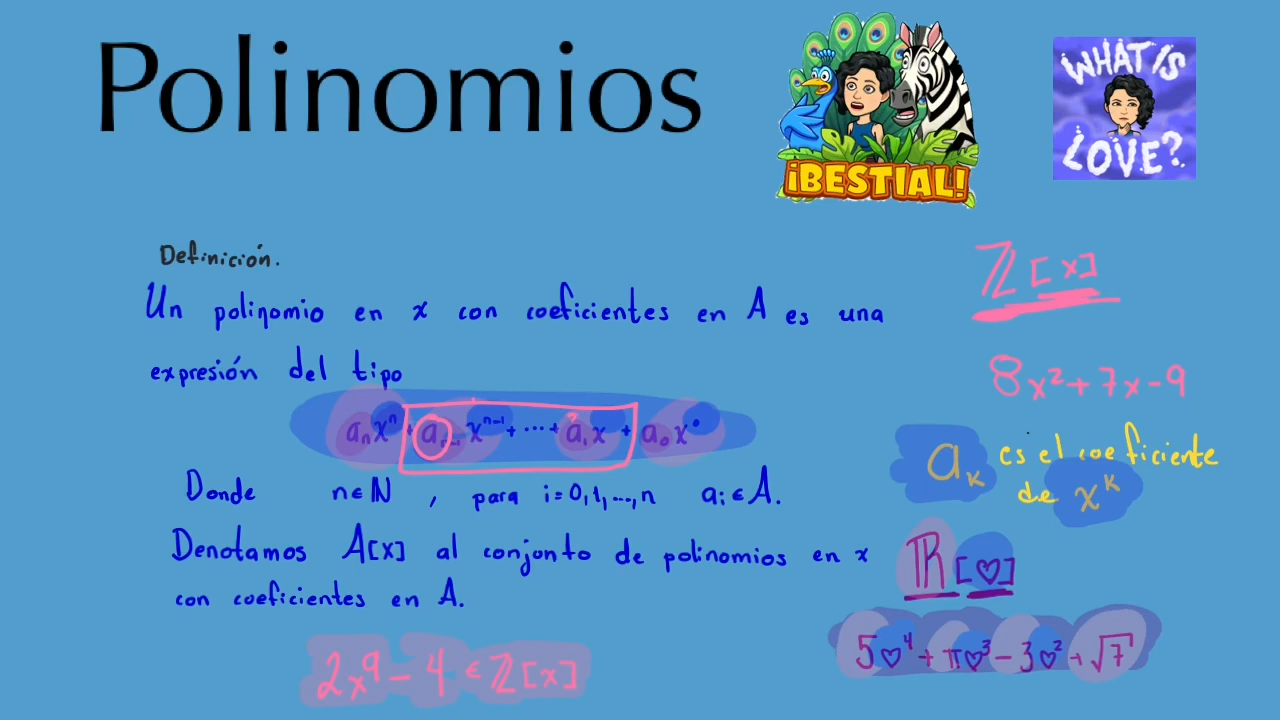 Polinomios
¡BESTIAL!
WHAT IS
LOVE?
Definición.
Un polinomio en x con coeficientes en A es una
expresión del tipo
aₙxⁿ + aₙ₋₁xⁿ⁻¹ + ... + a₁x + a₀x⁰
Donde n ∈ ℕ, para i=0,1,...,n aᵢ ∈ A.
Denotamos A[x] al conjunto de polinomios en x
con coeficientes en A.
2x⁹ - 4 ∈ ℤ[x]
ℤ[x]
8x² + 7x - 9
aₖ es el coeficiente
de xᵏ
ℝ[♡]
5♡⁴ + π♡³ - 3♡² + √7